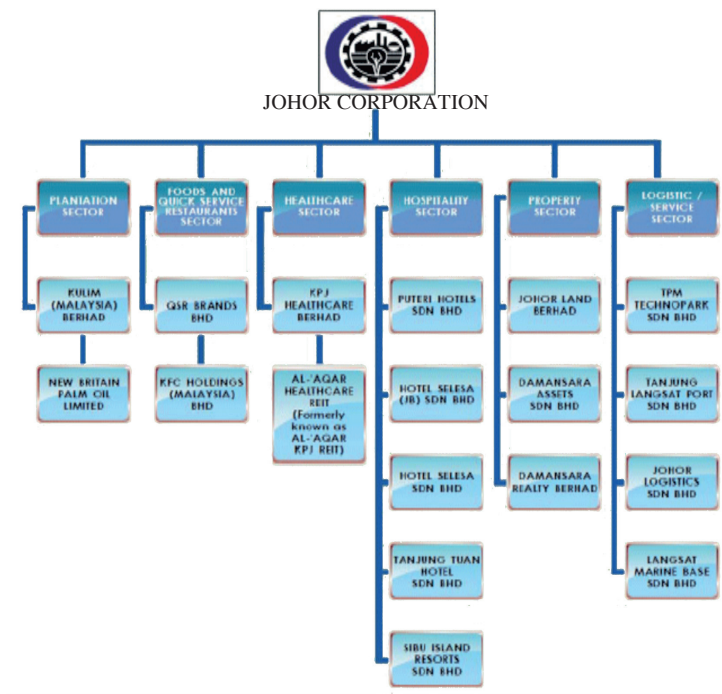 JOHOR CORPORATION
PLANTATION
SECTOR
FOODS AND
QUICK SERVICE
RESTAURANTS
SECTOR
HEALTHCARE
SECTOR
HOSPITALITY
SECTOR
PROPERTY
SECTOR
LOGISTIC /
SERVICE
SECTOR
KULIM
(MALAYSIA)
BERHAD
QSR BRANDS
BHD
KPJ
HEALTHCARE
BERHAD
PUTERI HOTELS
SDN BHD
JOHOR LAND
BERHAD
TPM
TECHNOPARK
SDN BHD
NEW BRITAIN
PALM OIL
LIMITED
KFC HOLDINGS
(MALAYSIA)
BHD
AL-'AQAR
HEALTHCARE
REIT
(Formerly
known as
AL-'AQAR
KPJ REIT)
HOTEL SELESA
(JB) SDN BHD
DAMANSARA
ASSETS
SDN BHD
TANJUNG
LANGSAT PORT
SDN BHD
HOTEL SELESA
SDN BHD
DAMANSARA
REALTY BERHAD
JOHOR
LOGISTICS
SDN BHD
TANJUNG TUAN
HOTEL
SDN BHD
LANGSAT
MARINE BASE
SDN BHD
SIBU ISLAND
RESORTS
SDN BHD